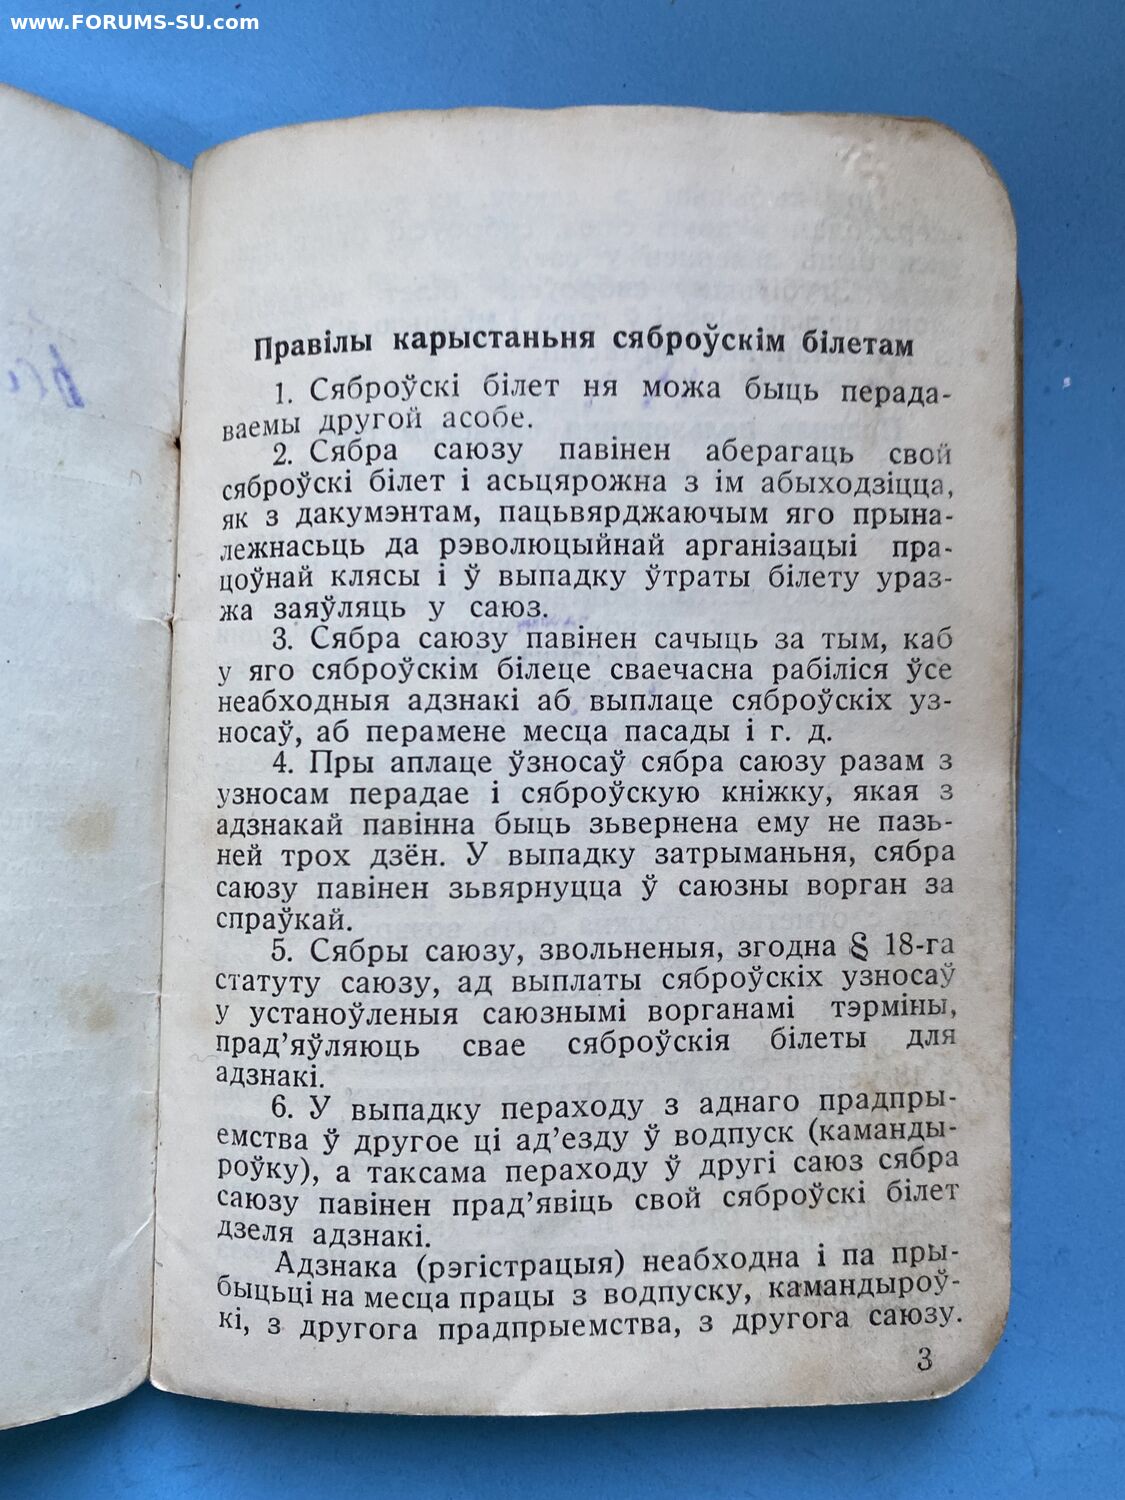 www.FORUMS-SU.com
Правілы карыстаньня сяброўскім білетам
1. Сяброўскі білет ня можа быць перада-
ваемы другой асобе.
2. Сябра саюзу павінен аберагаць свой
сяброўскі білет і асьцярожна з ім абыходзіцца,
як з дакумэнтам, пацьвярджаючым яго прына-
лежнасьць да рэволюцыйнай арганізацыі пра-
цоўнай клясы і ў выпадку ўтраты білету ураз-
жа заяўляць у саюз.
3. Сябра саюзу павінен сачыць за тым, каб
у яго сяброўскім білеце сваечасна рабіліся ўсе
неабходныя адзнакі аб выплаце сяброўскіх уз-
носаў, аб перамене месца пасады і г. д.
4. Пры аплаце ўзносаў сябра саюзу разам з
узносам перадае і сяброўскую кніжку, якая з
адзнакай павінна быць зьвернена ему не пазь-
ней трох дзён. У выпадку затрыманьня, сябра
саюзу павінен зьвярнуцца ў саюзны ворган за
спраўкай.
5. Сябры саюзу, звольненыя, згодна § 18-га
статуту саюзу, ад выплаты сяброўскіх узносаў
у устаноўленыя саюзнымі ворганамі тэрміны,
прад’яўляюць свае сяброўскія білеты для
адзнакі.
6. У выпадку пераходу з аднаго прадпры-
емства ў другое ці ад’езду ў водпуск (каманды-
роўку), а таксама пераходу ў другі саюз сябра
саюзу павінен прад’явіць свой сяброўскі білет
дзеля адзнакі.
Адзнака (рэгістрацыя) неабходна і па пры-
быцьці на месца працы з водпуску, камандыроў-
кі, з другога прадпрыемства, з другога саюзу.
3